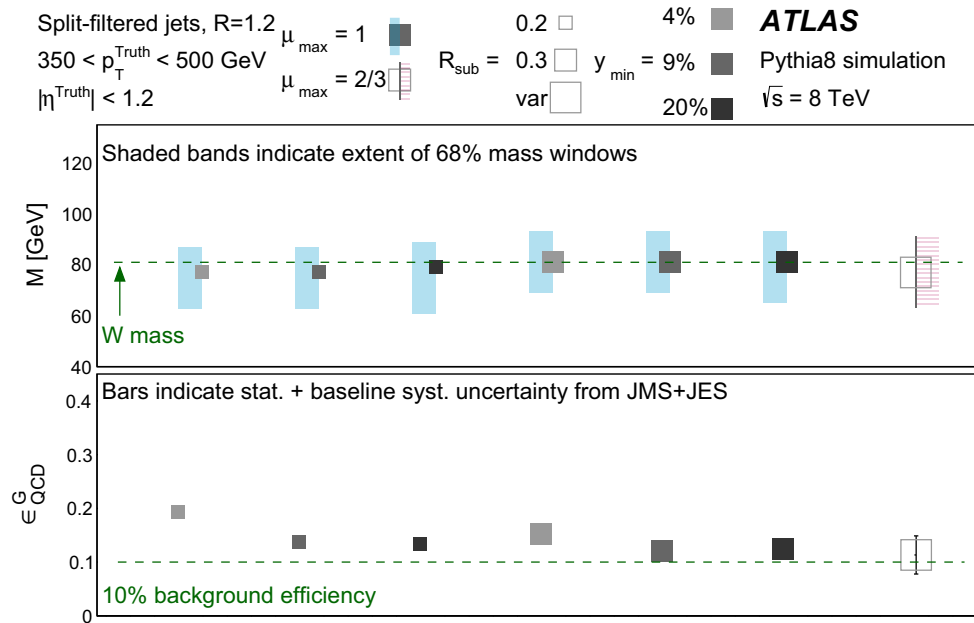 Split-filtered jets, R=1.2
350 < p_T^Truth < 500 GeV
|η^Truth| < 1.2
μ_max = 1
μ_max = 2/3
R_sub =
0.2
0.3
var
y_min =
4%
9%
20%
ATLAS
Pythia8 simulation
√s = 8 TeV
Shaded bands indicate extent of 68% mass windows
M [GeV]
120
100
80
60
40
W mass
Bars indicate stat. + baseline syst. uncertainty from JMS+JES
ϵ_QCD^G
0.4
0.3
0.2
0.1
0
10% background efficiency